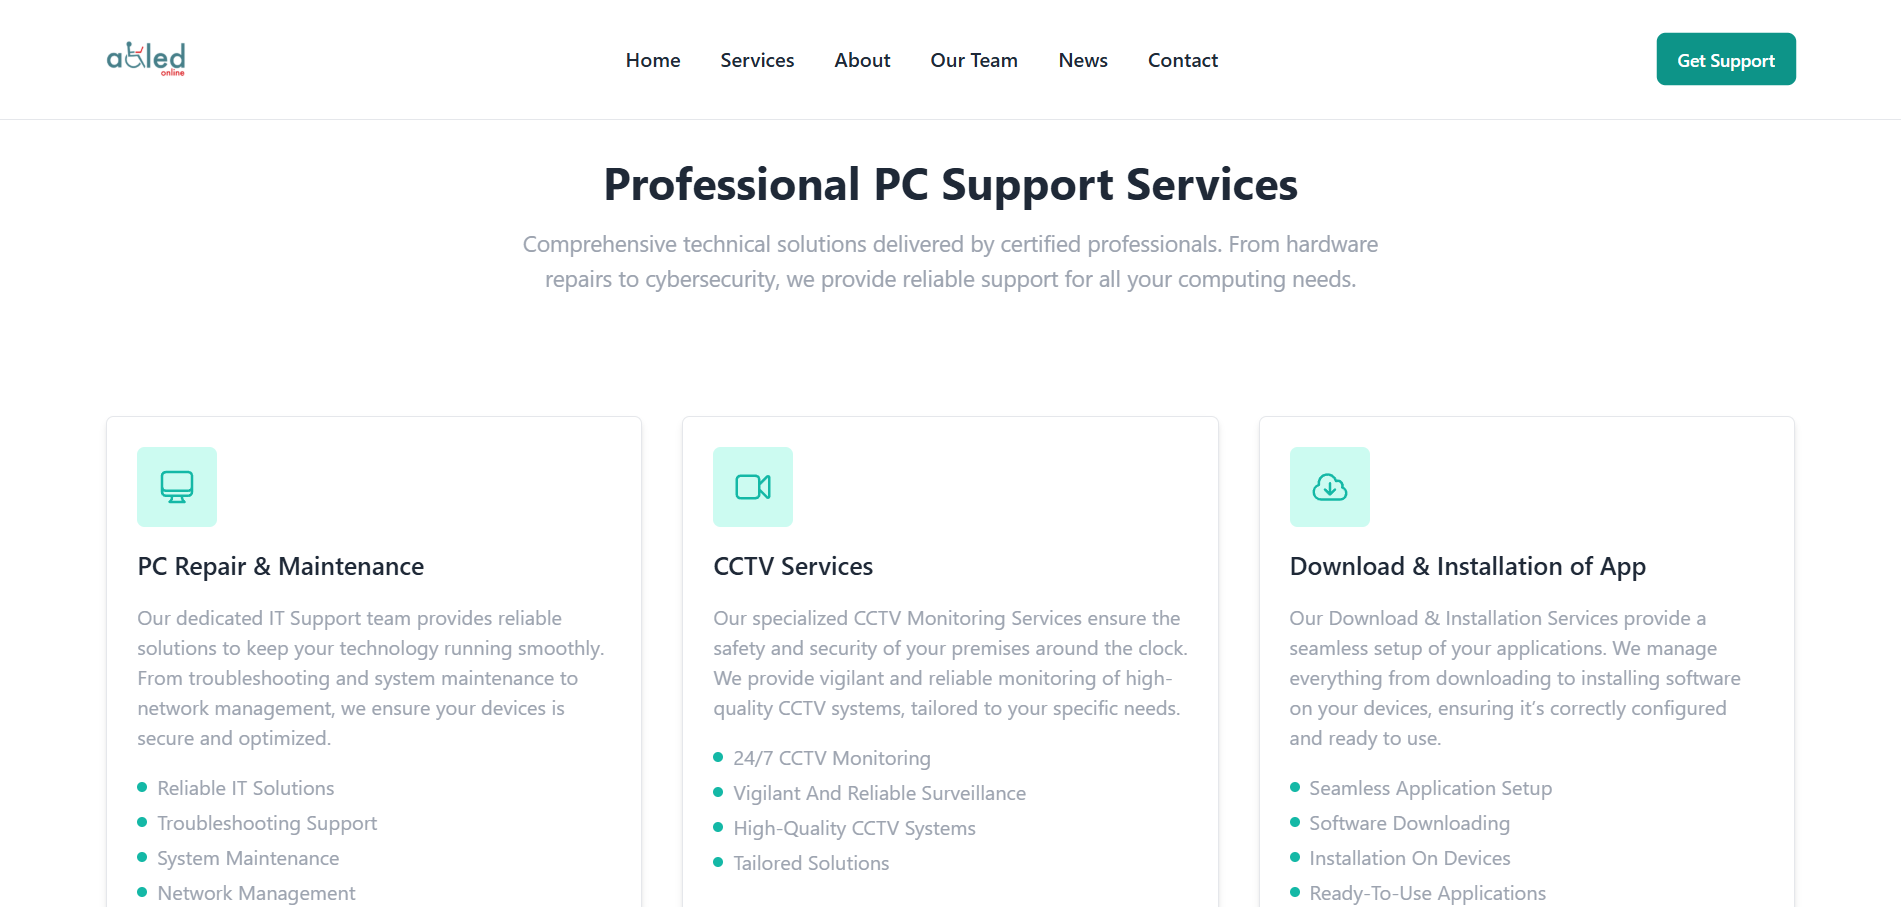 abled
online
Home Services About Our Team News Contact
Get Support
Professional PC Support Services
Comprehensive technical solutions delivered by certified professionals. From hardware
repairs to cybersecurity, we provide reliable support for all your computing needs.
PC Repair & Maintenance
Our dedicated IT Support team provides reliable
solutions to keep your technology running smoothly.
From troubleshooting and system maintenance to
network management, we ensure your devices is
secure and optimized.
Reliable IT Solutions
Troubleshooting Support
System Maintenance
Network Management
CCTV Services
Our specialized CCTV Monitoring Services ensure the
safety and security of your premises around the clock.
We provide vigilant and reliable monitoring of high-
quality CCTV systems, tailored to your specific needs.
24/7 CCTV Monitoring
Vigilant And Reliable Surveillance
High-Quality CCTV Systems
Tailored Solutions
Download & Installation of App
Our Download & Installation Services provide a
seamless setup of your applications. We manage
everything from downloading to installing software
on your devices, ensuring it’s correctly configured
and ready to use.
Seamless Application Setup
Software Downloading
Installation On Devices
Ready-To-Use Applications